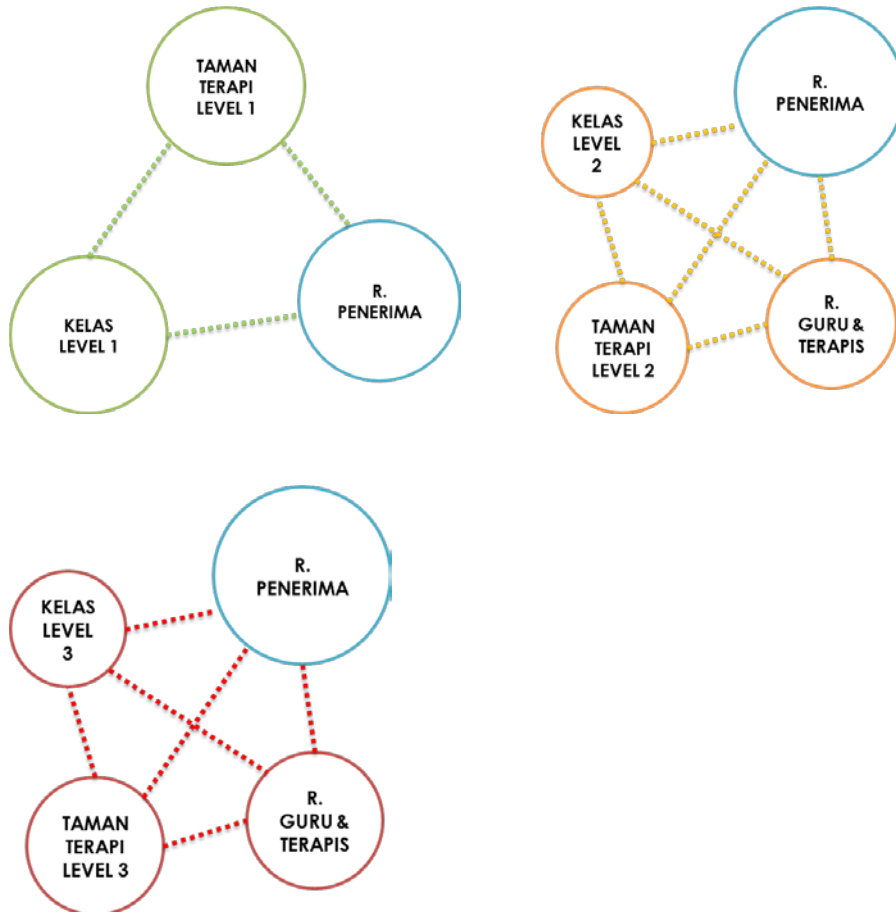 TAMAN
TERAPI
LEVEL 1
R.
PENERIMA
KELAS
LEVEL 1
R.
PENERIMA
KELAS
LEVEL
2
TAMAN
TERAPI
LEVEL 2
R.
GURU &
TERAPIS
R.
PENERIMA
KELAS
LEVEL
3
TAMAN
TERAPI
LEVEL 3
R.
GURU &
TERAPIS